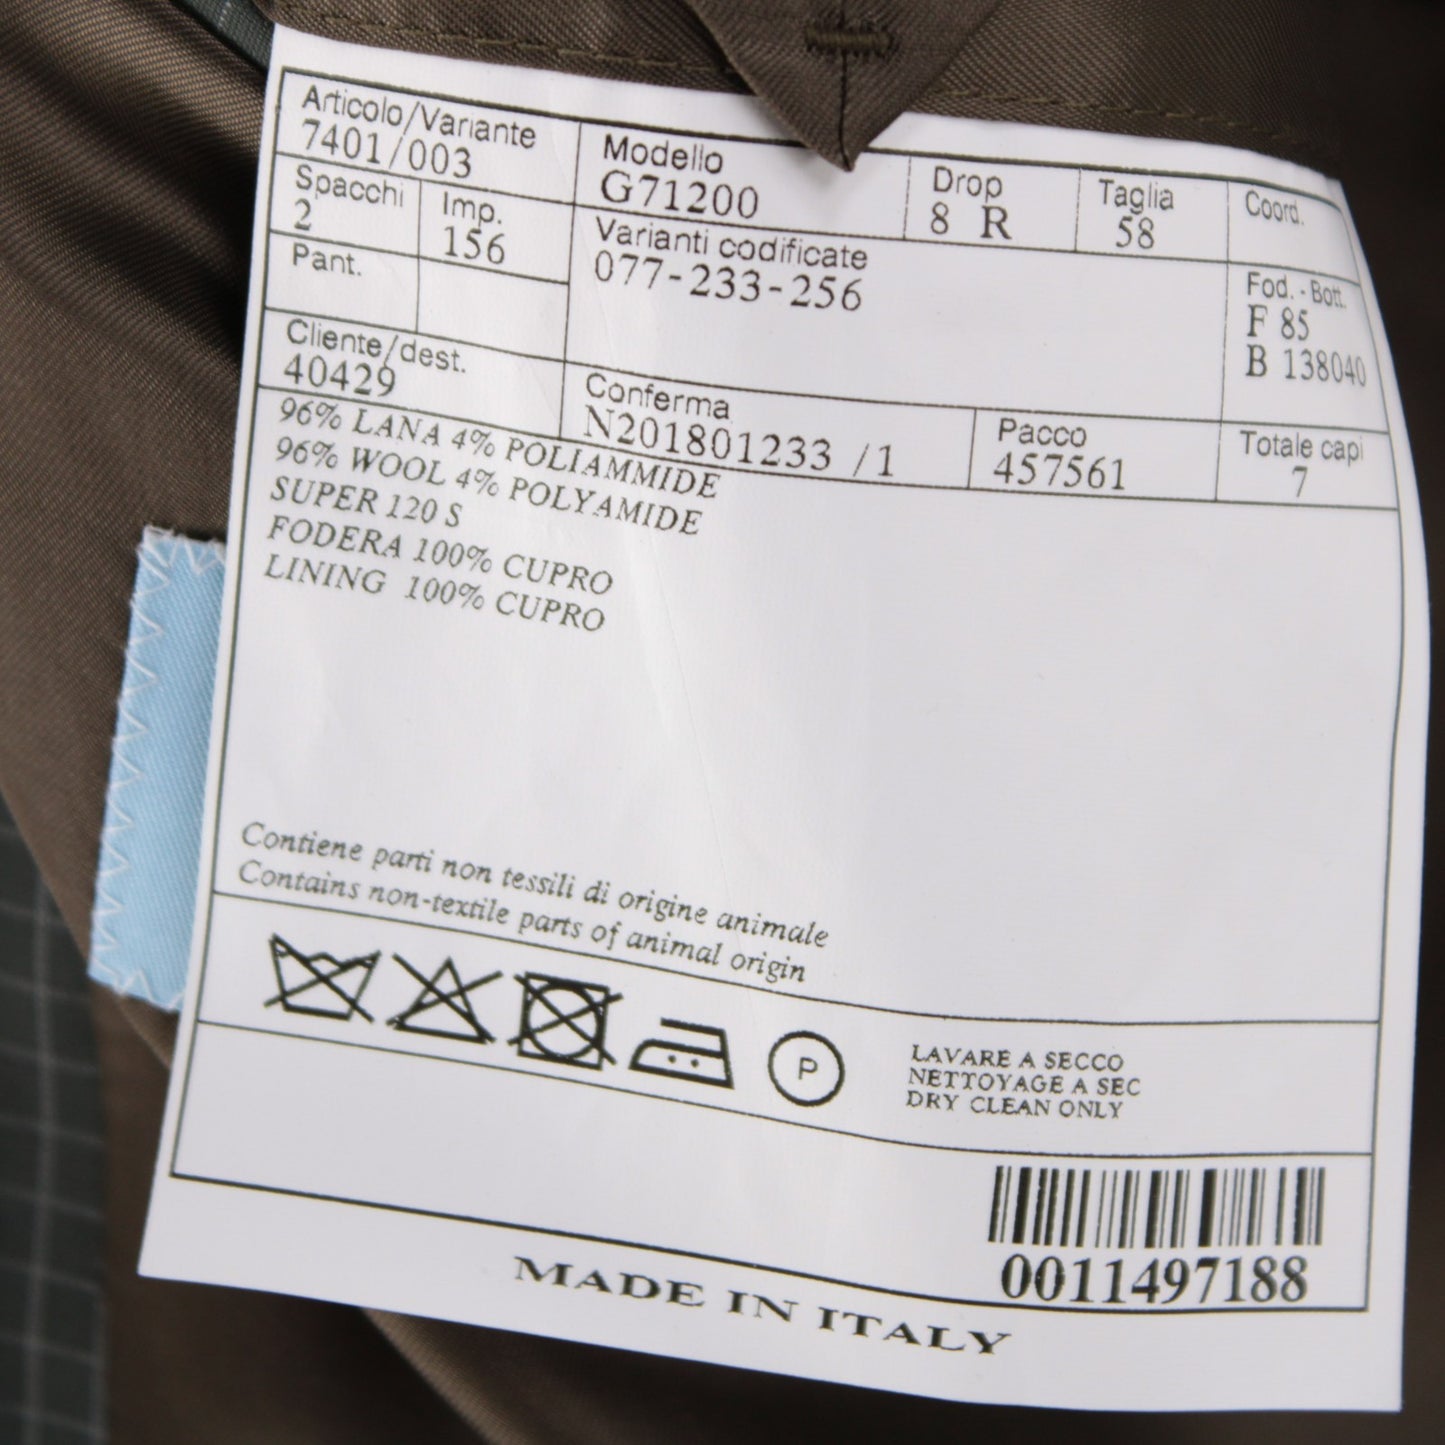 Articolo/Variante
7401/003
Modello
G71200
Drop
8 R
Taglia
58
Coord.
Spacchi
2
Imp.
156
Varianti codificate
077-233-256
Fod. - Bott.
F 85
B 138040
Pant.
Cliente/dest.
40429
Conferma
N201801233 /1
Pacco
457561
Totale capi
7
96% LANA 4% POLIAMMIDE
96% WOOL 4% POLYAMIDE
SUPER 120 S
FODERA 100% CUPRO
LINING 100% CUPRO
Contiene parti non tessili di origine animale
Contains non-textile parts of animal origin
P
LAVARE A SECCO
NETTOYAGE A SEC
DRY CLEAN ONLY
0011497188
MADE IN ITALY